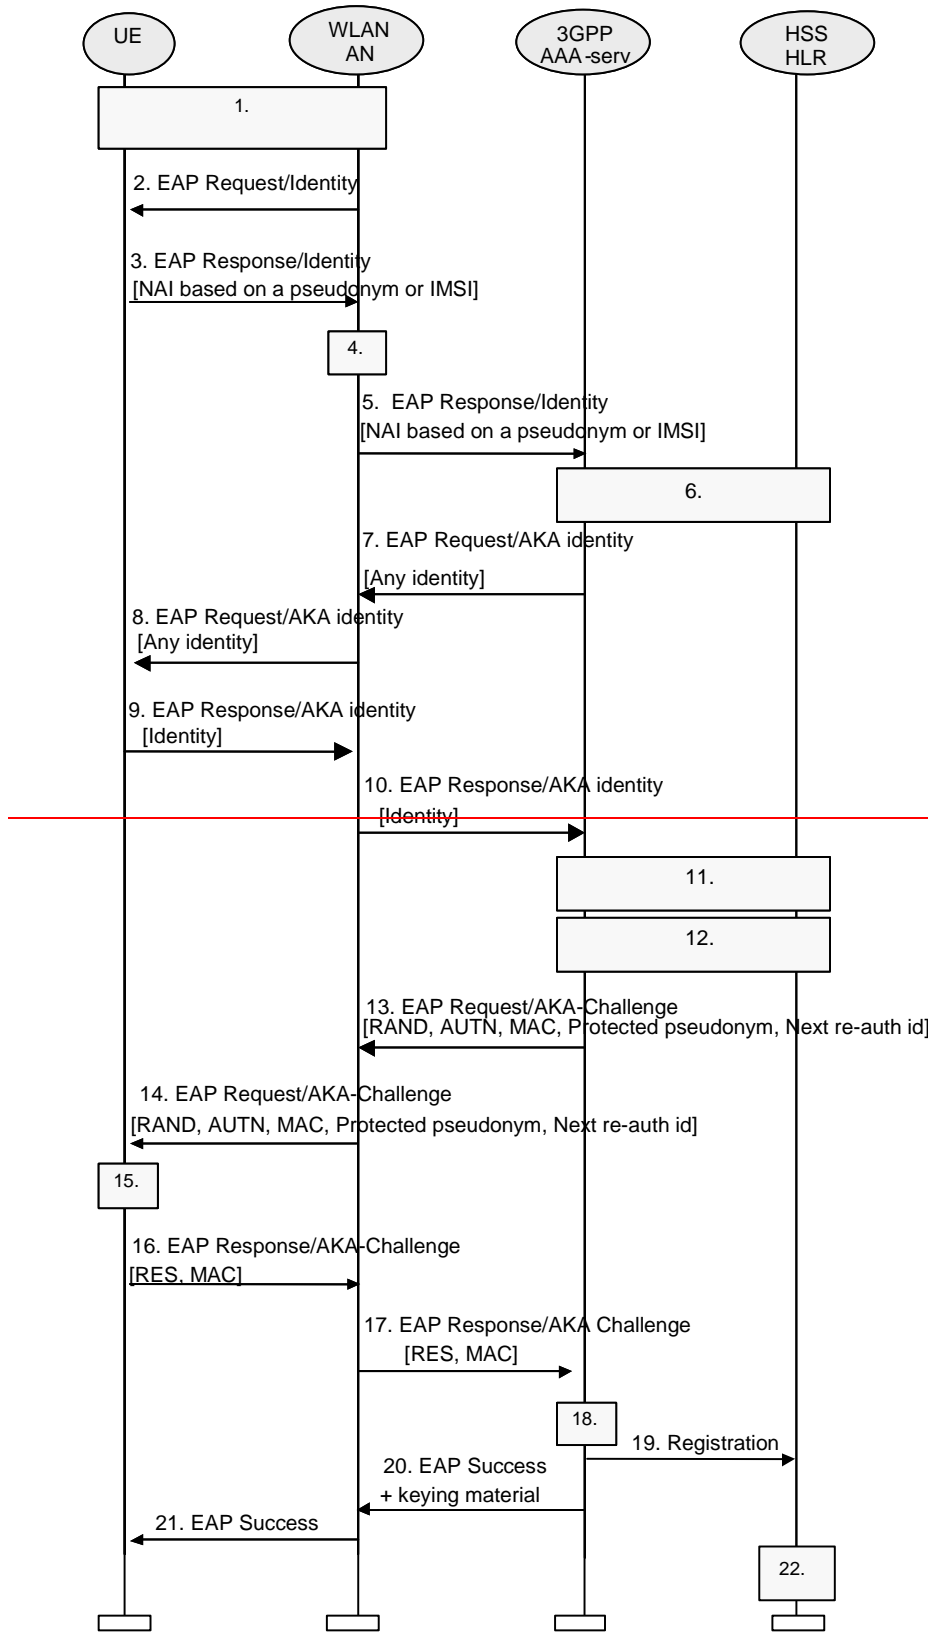 UE
WLAN
AN
3GPP
AAA-serv
HSS
HLR
1.
2. EAP Request/Identity
3. EAP Response/Identity
[NAI based on a pseudonym or IMSI]
4.
5. EAP Response/Identity
[NAI based on a pseudonym or IMSI]
6.
7. EAP Request/AKA identity
[Any identity]
8. EAP Request/AKA identity
[Any identity]
9. EAP Response/AKA identity
[Identity]
10. EAP Response/AKA identity
[Identity]
11.
12.
13. EAP Request/AKA-Challenge
[RAND, AUTN, MAC, Protected pseudonym, Next re-auth id]
14. EAP Request/AKA-Challenge
[RAND, AUTN, MAC, Protected pseudonym, Next re-auth id]
15.
16. EAP Response/AKA-Challenge
[RES, MAC]
17. EAP Response/AKA Challenge
[RES, MAC]
18.
19. Registration
20. EAP Success
+ keying material
21. EAP Success
22.